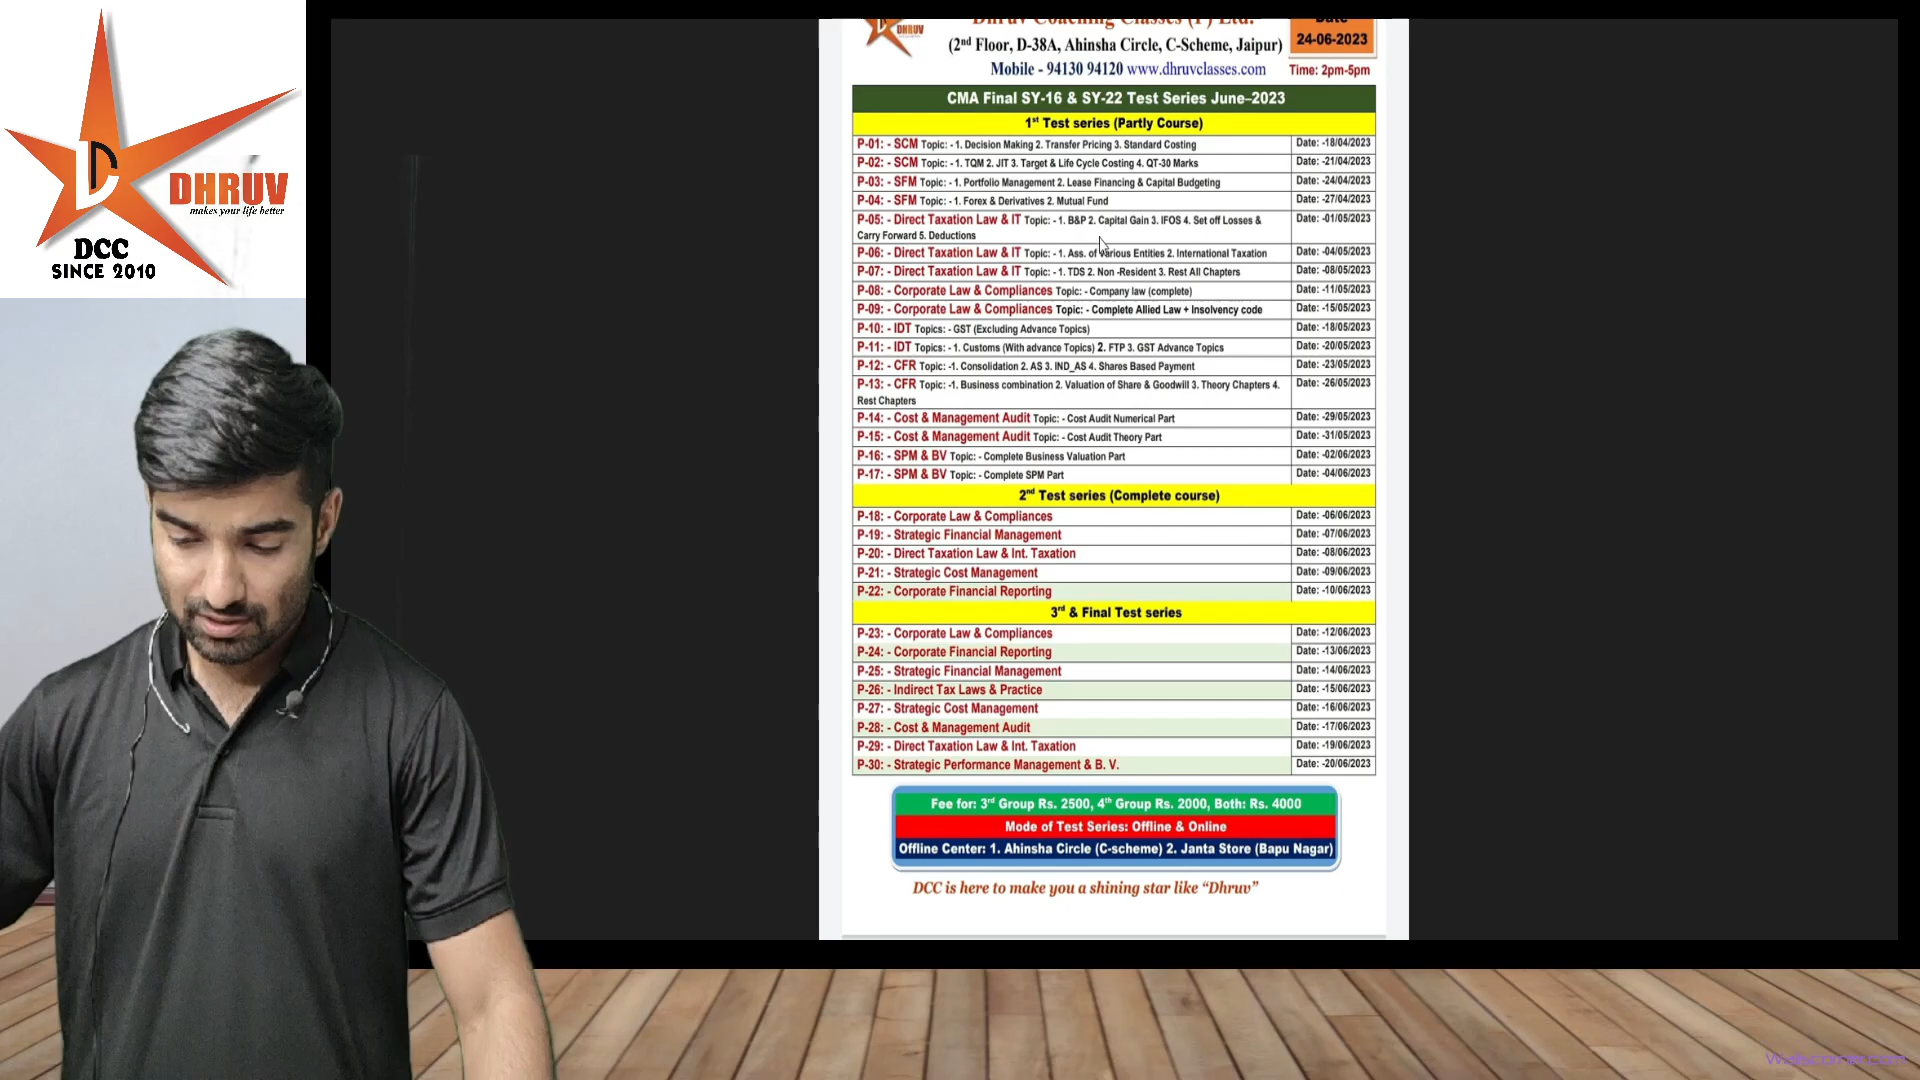 DHRUV
makes your life better
DCC
SINCE 2010
DHRUV
Dhruv Coaching Classes (P) Ltd.
(2nd Floor, D-38A, Ahinsha Circle, C-Scheme, Jaipur)
Mobile - 94130 94120 www.dhruvclasses.com
Date
24-06-2023
Time: 2pm-5pm
CMA Final SY-16 & SY-22 Test Series June–2023
1st Test series (Partly Course)
P-01: - SCM Topic: - 1. Decision Making 2. Transfer Pricing 3. Standard Costing Date: -18/04/2023
P-02: - SCM Topic: - 1. TQM 2. JIT 3. Target & Life Cycle Costing 4. QT-30 Marks Date: -21/04/2023
P-03: - SFM Topic: - 1. Portfolio Management 2. Lease Financing & Capital Budgeting Date: -24/04/2023
P-04: - SFM Topic: - 1. Forex & Derivatives 2. Mutual Fund Date: -27/04/2023
P-05: - Direct Taxation Law & IT Topic: - 1. B&P 2. Capital Gain 3. IFOS 4. Set off Losses & Date: -01/05/2023
Carry Forward 5. Deductions
P-06: - Direct Taxation Law & IT Topic: - 1. Ass. of Various Entities 2. International Taxation Date: -04/05/2023
P-07: - Direct Taxation Law & IT Topic: - 1. TDS 2. Non -Resident 3. Rest All Chapters Date: -08/05/2023
P-08: - Corporate Law & Compliances Topic: - Company law (complete) Date: -11/05/2023
P-09: - Corporate Law & Compliances Topic: - Complete Allied Law + Insolvency code Date: -15/05/2023
P-10: - IDT Topics: - GST (Excluding Advance Topics) Date: -18/05/2023
P-11: - IDT Topics: - 1. Customs (With advance Topics) 2. FTP 3. GST Advance Topics Date: -20/05/2023
P-12: - CFR Topic: -1. Consolidation 2. AS 3. IND_AS 4. Shares Based Payment Date: -23/05/2023
P-13: - CFR Topic: -1. Business combination 2. Valuation of Share & Goodwill 3. Theory Chapters 4. Date: -26/05/2023
Rest Chapters
P-14: - Cost & Management Audit Topic: - Cost Audit Numerical Part Date: -29/05/2023
P-15: - Cost & Management Audit Topic: - Cost Audit Theory Part Date: -31/05/2023
P-16: - SPM & BV Topic: - Complete Business Valuation Part Date: -02/06/2023
P-17: - SPM & BV Topic: - Complete SPM Part Date: -04/06/2023
2nd Test series (Complete course)
P-18: - Corporate Law & Compliances Date: -06/06/2023
P-19: - Strategic Financial Management Date: -07/06/2023
P-20: - Direct Taxation Law & Int. Taxation Date: -08/06/2023
P-21: - Strategic Cost Management Date: -09/06/2023
P-22: - Corporate Financial Reporting Date: -10/06/2023
3rd & Final Test series
P-23: - Corporate Law & Compliances Date: -12/06/2023
P-24: - Corporate Financial Reporting Date: -13/06/2023
P-25: - Strategic Financial Management Date: -14/06/2023
P-26: - Indirect Tax Laws & Practice Date: -15/06/2023
P-27: - Strategic Cost Management Date: -16/06/2023
P-28: - Cost & Management Audit Date: -17/06/2023
P-29: - Direct Taxation Law & Int. Taxation Date: -19/06/2023
P-30: - Strategic Performance Management & B. V. Date: -20/06/2023
Fee for: 3rd Group Rs. 2500, 4th Group Rs. 2000, Both: Rs. 4000
Mode of Test Series: Offline & Online
Offline Center: 1. Ahinsha Circle (C-scheme) 2. Janta Store (Bapu Nagar)
DCC is here to make you a shining star like “Dhruv”